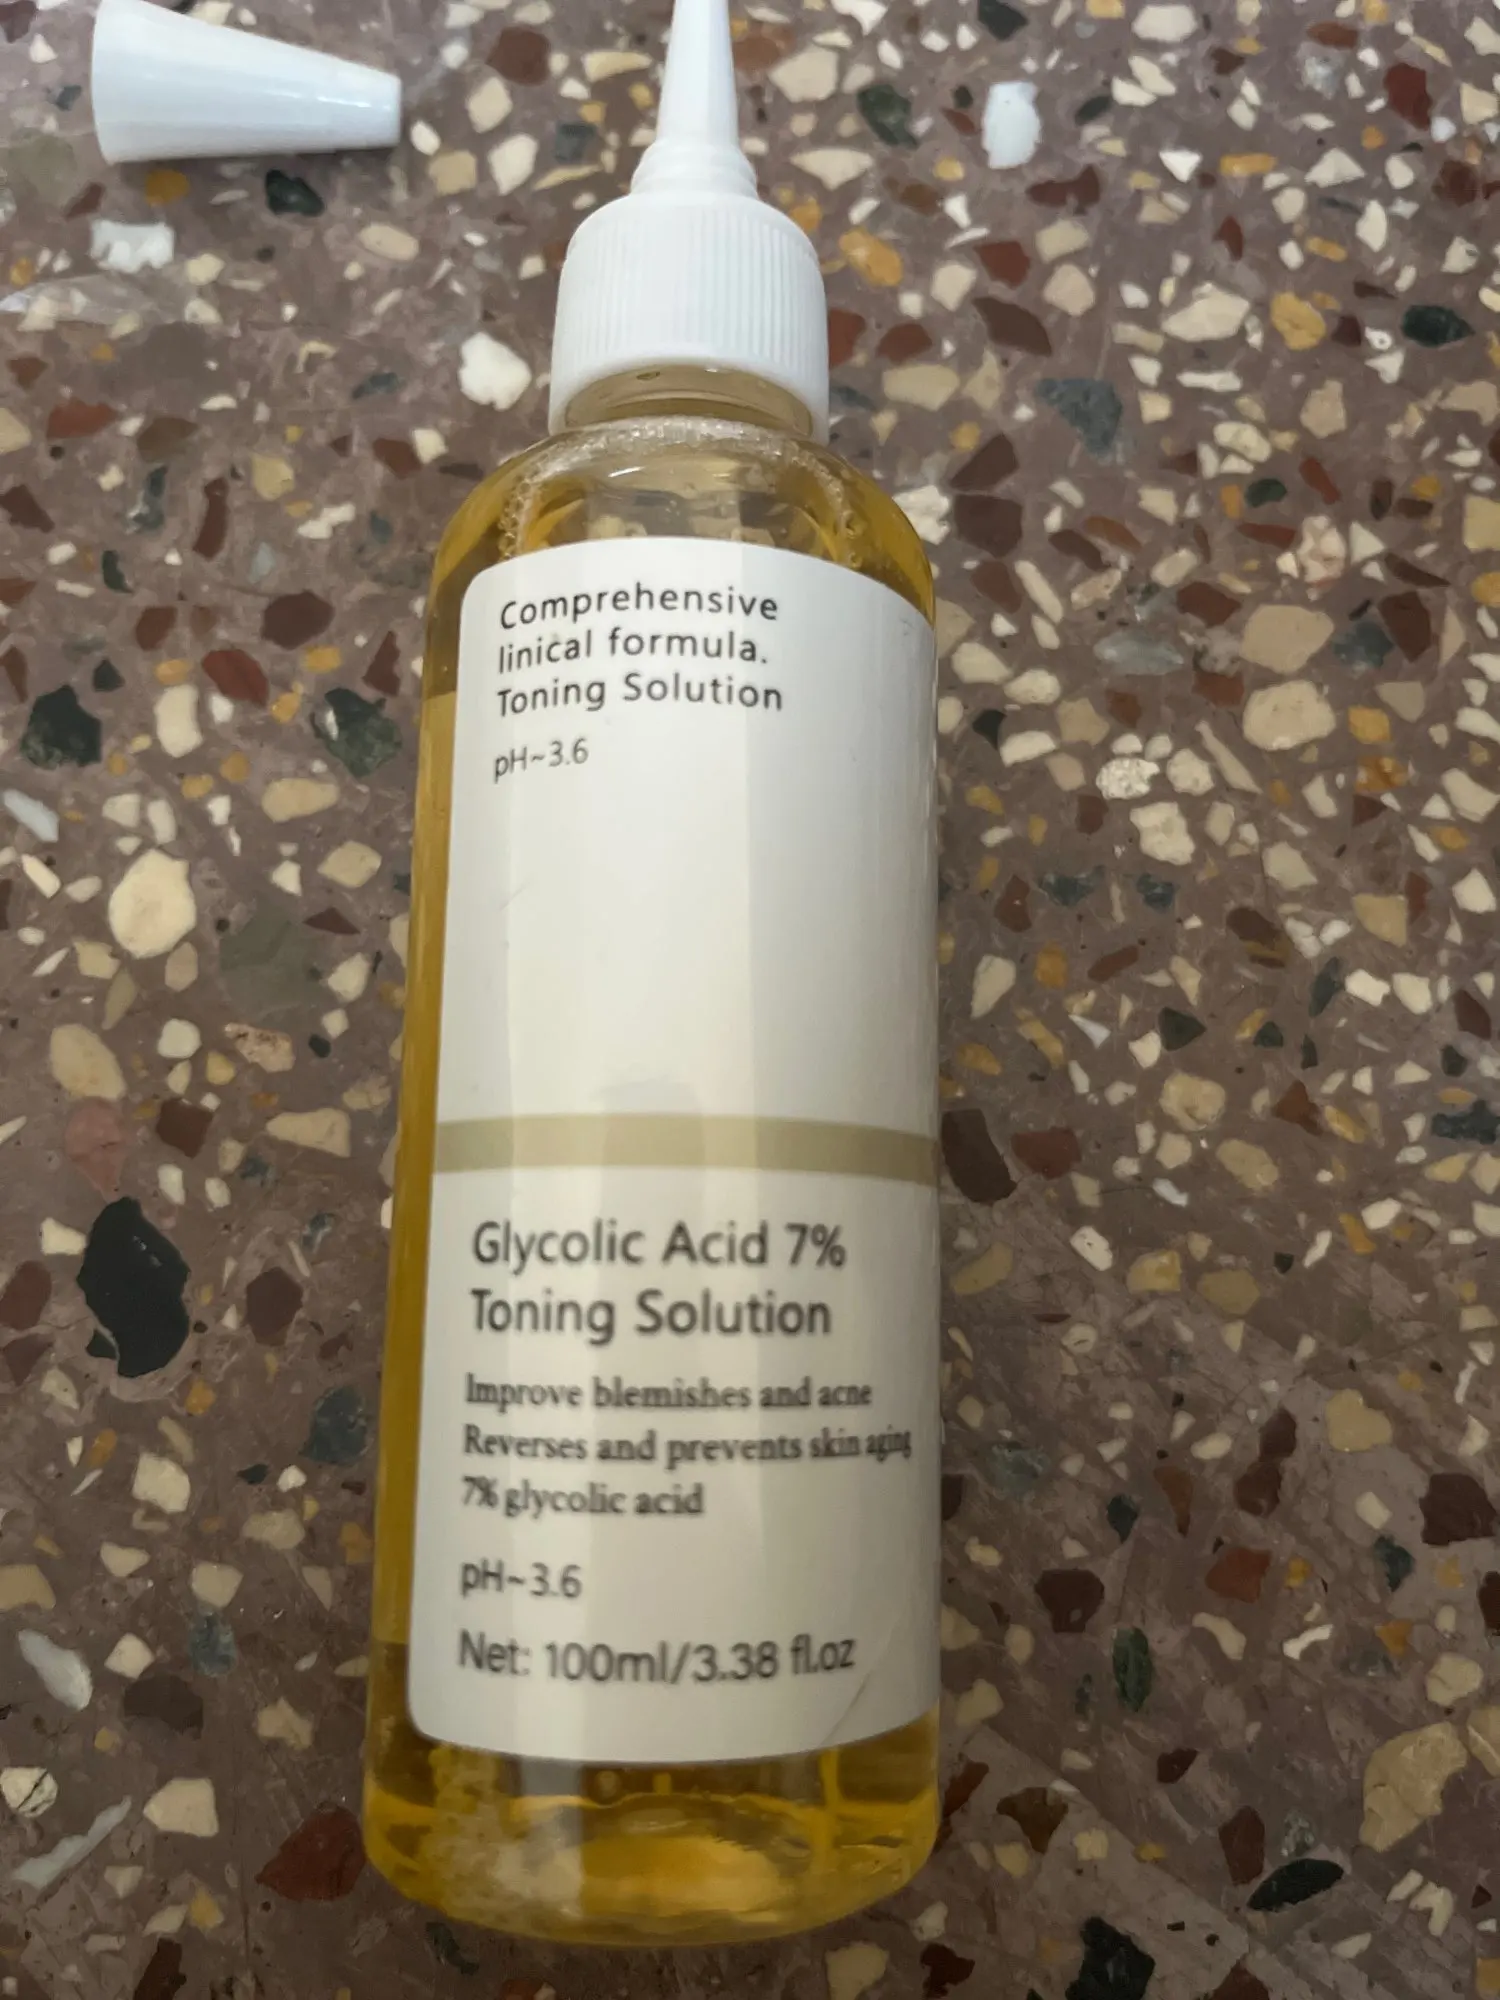 Comprehensive
linical formula.
Toning Solution
pH~3.6
Glycolic Acid 7%
Toning Solution
Improve blemishes and acne
Reverses and prevents skin aging
7% glycolic acid
pH~3.6
Net: 100ml/3.38 fl.oz